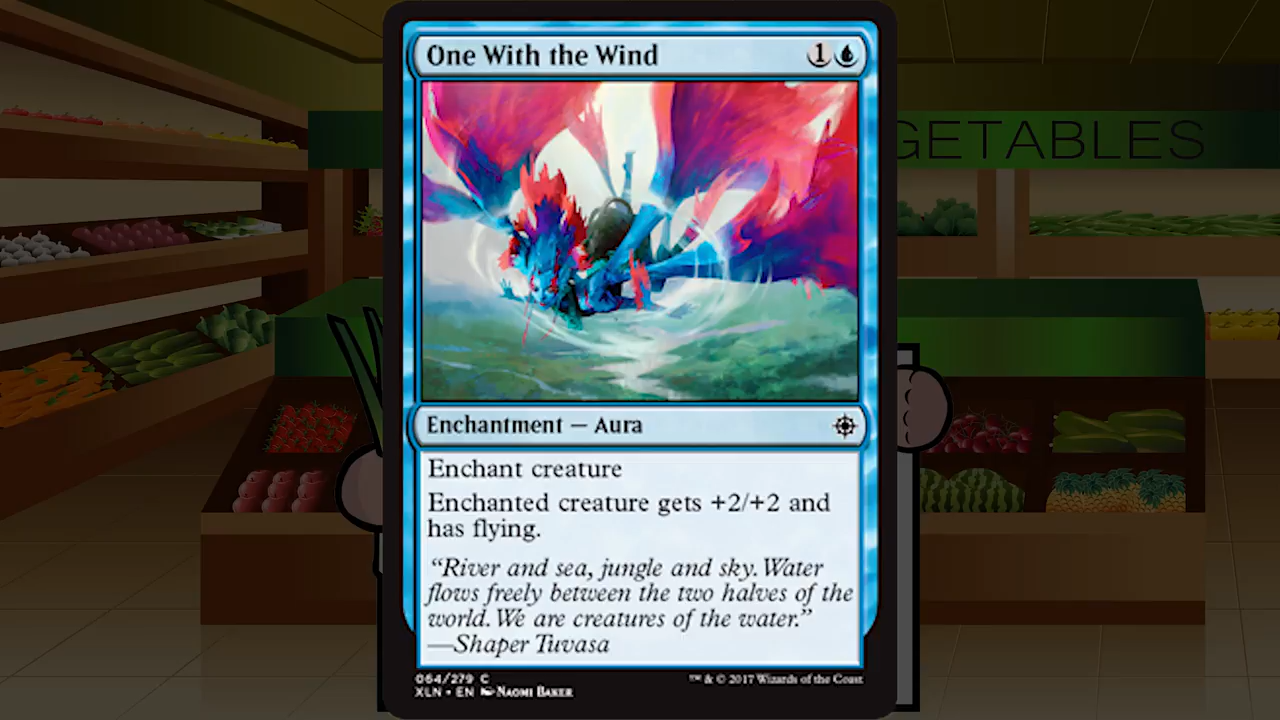 One With the Wind 1
GETABLES
Enchantment — Aura
Enchant creature
Enchanted creature gets +2/+2 and
has flying.
“River and sea, jungle and sky. Water
flows freely between the two halves of the
world. We are creatures of the water.”
—Shaper Tuvasa
064/279 C
XLN • EN Naomi Baker
™ & © 2017 Wizards of the Coast